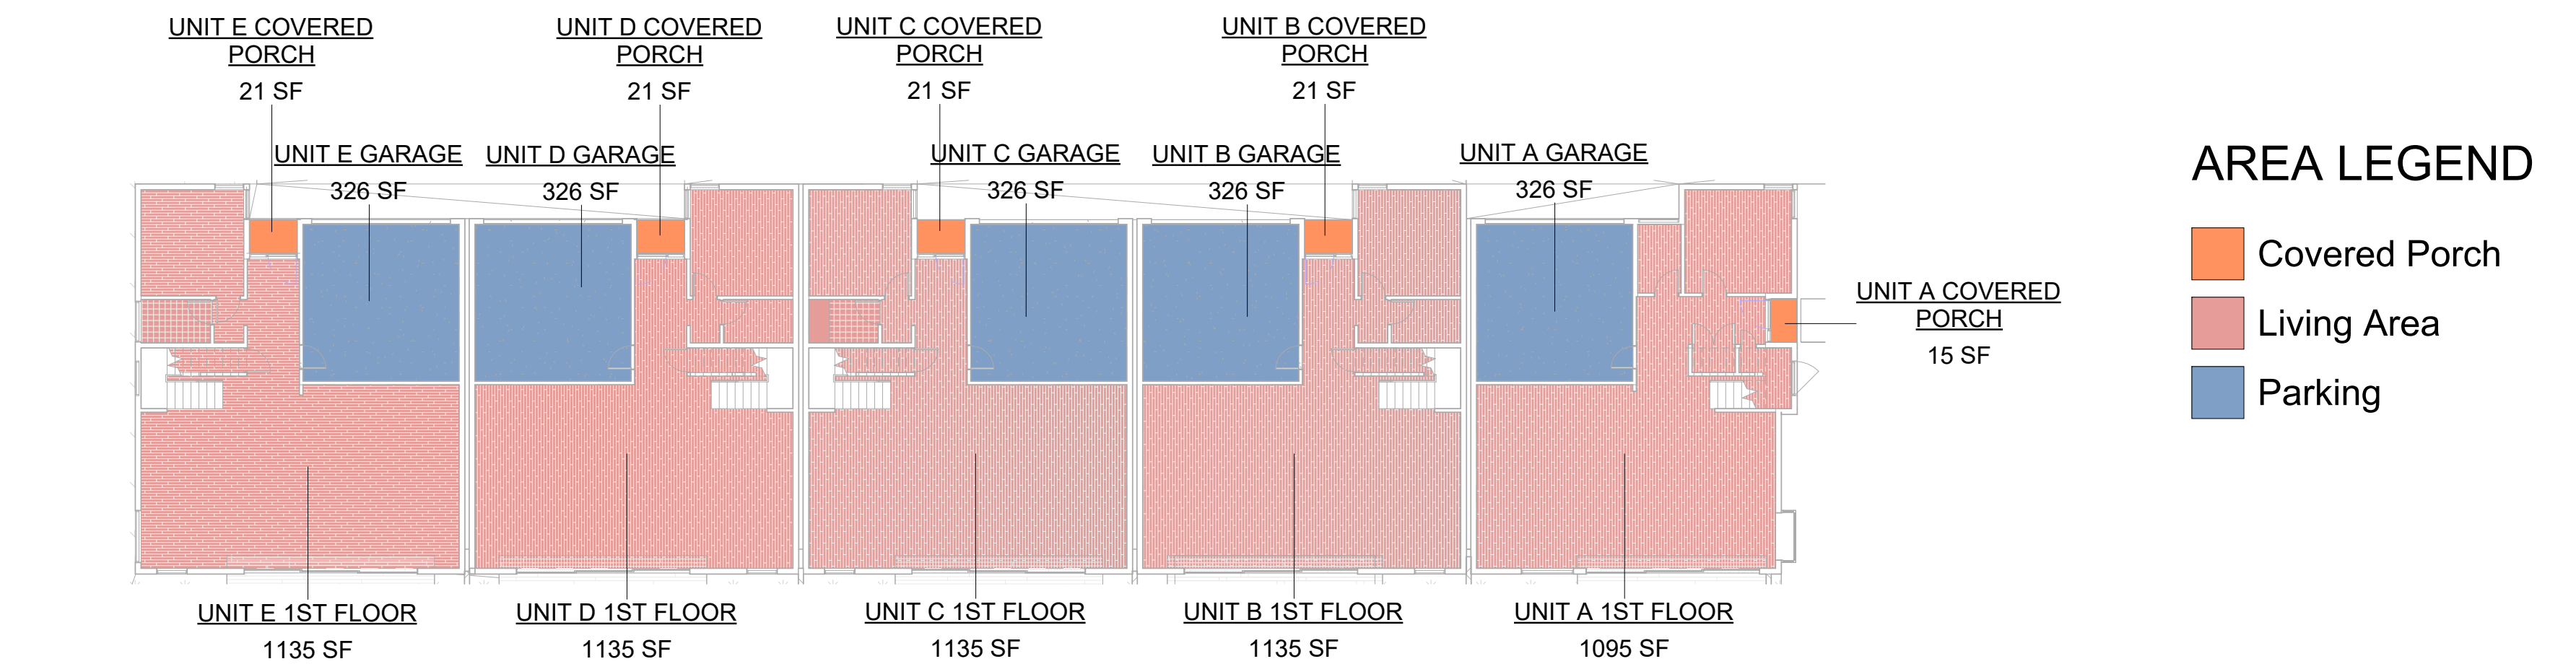 UNIT E COVERED
PORCH
21 SF
UNIT D COVERED
PORCH
21 SF
UNIT C COVERED
PORCH
21 SF
UNIT B COVERED
PORCH
21 SF
UNIT E GARAGE
326 SF
UNIT D GARAGE
326 SF
UNIT C GARAGE
326 SF
UNIT B GARAGE
326 SF
UNIT A GARAGE
326 SF
UNIT A COVERED
PORCH
15 SF
UNIT E 1ST FLOOR
1135 SF
UNIT D 1ST FLOOR
1135 SF
UNIT C 1ST FLOOR
1135 SF
UNIT B 1ST FLOOR
1135 SF
UNIT A 1ST FLOOR
1095 SF
AREA LEGEND
Covered Porch
Living Area
Parking